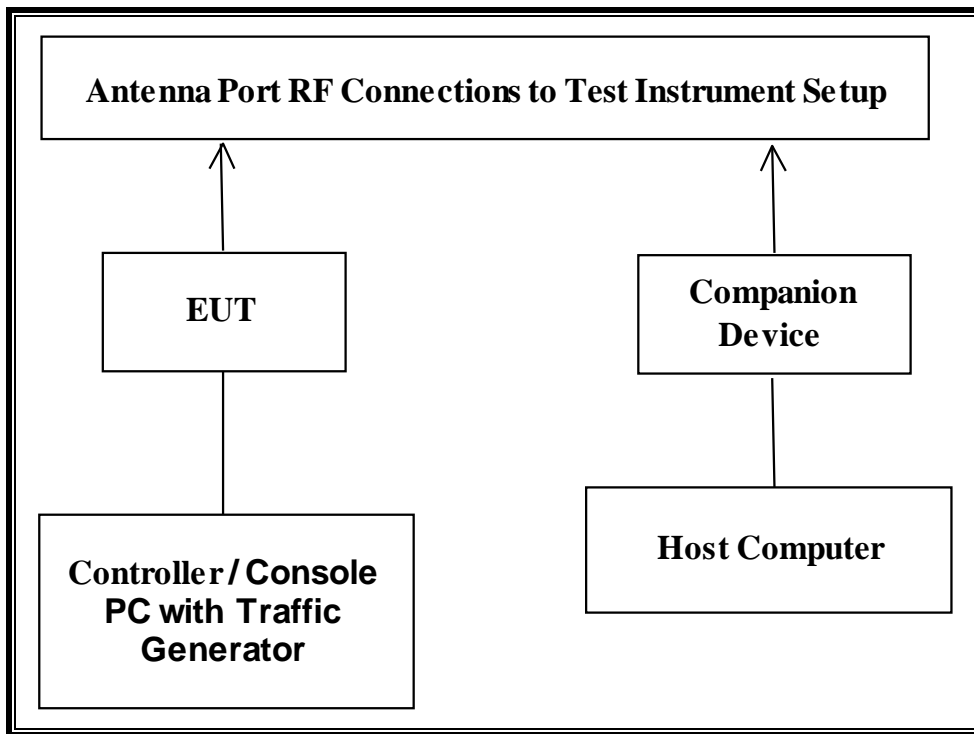 Antenna Port RF Connections to Test Instrument Setup
EUT
Companion
Device
Controller / Console
PC with Traffic
Generator
Host Computer